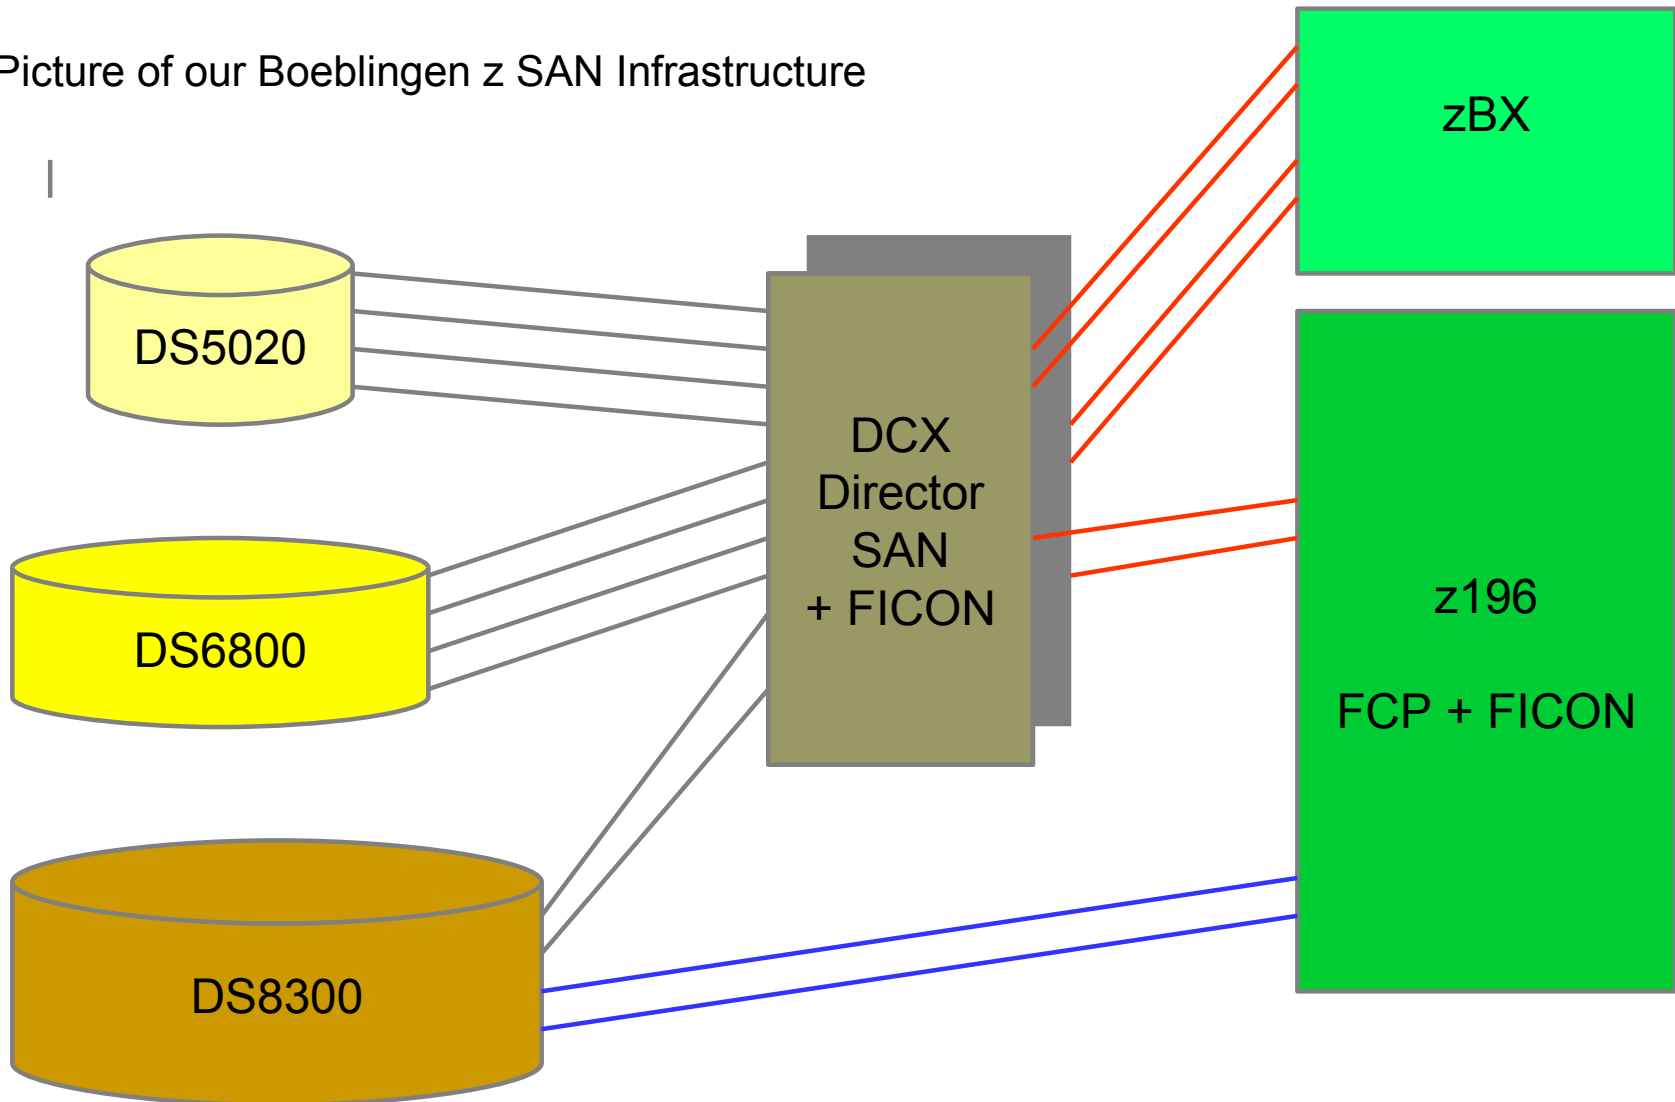 Picture of our Boeblingen z SAN Infrastructure
zBX
DS5020
DCX
Director
SAN
+ FICON
z196
FCP + FICON
DS6800
DS8300